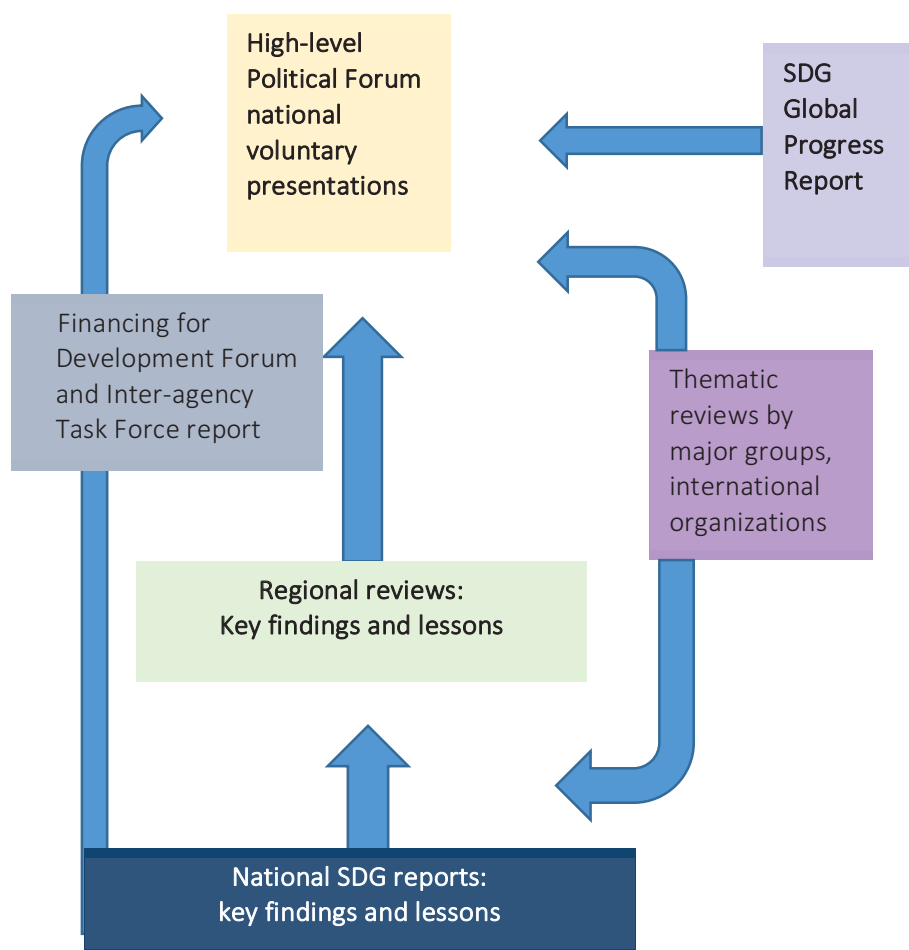 High-level
Political Forum
national
voluntary
presentations
SDG
Global
Progress
Report
Financing for
Development Forum
and Inter-agency
Task Force report
Thematic
reviews by
major groups,
international
organizations
Regional reviews:
Key findings and lessons
National SDG reports:
key findings and lessons